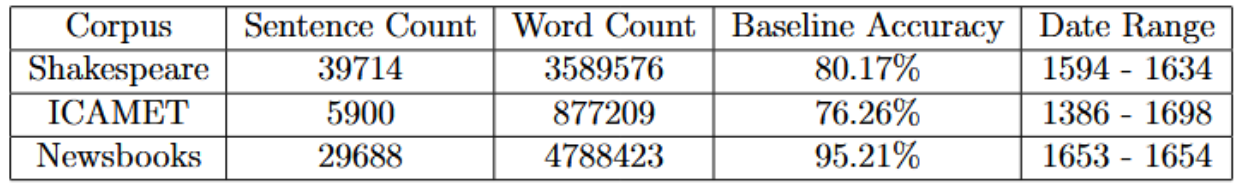 Corpus Sentence Count Word Count Baseline Accuracy Date Range
Shakespeare 39714 3589576 80.17% 1594 - 1634
ICAMET 5900 877209 76.26% 1386 - 1698
Newsbooks 29688 4788423 95.21% 1653 - 1654